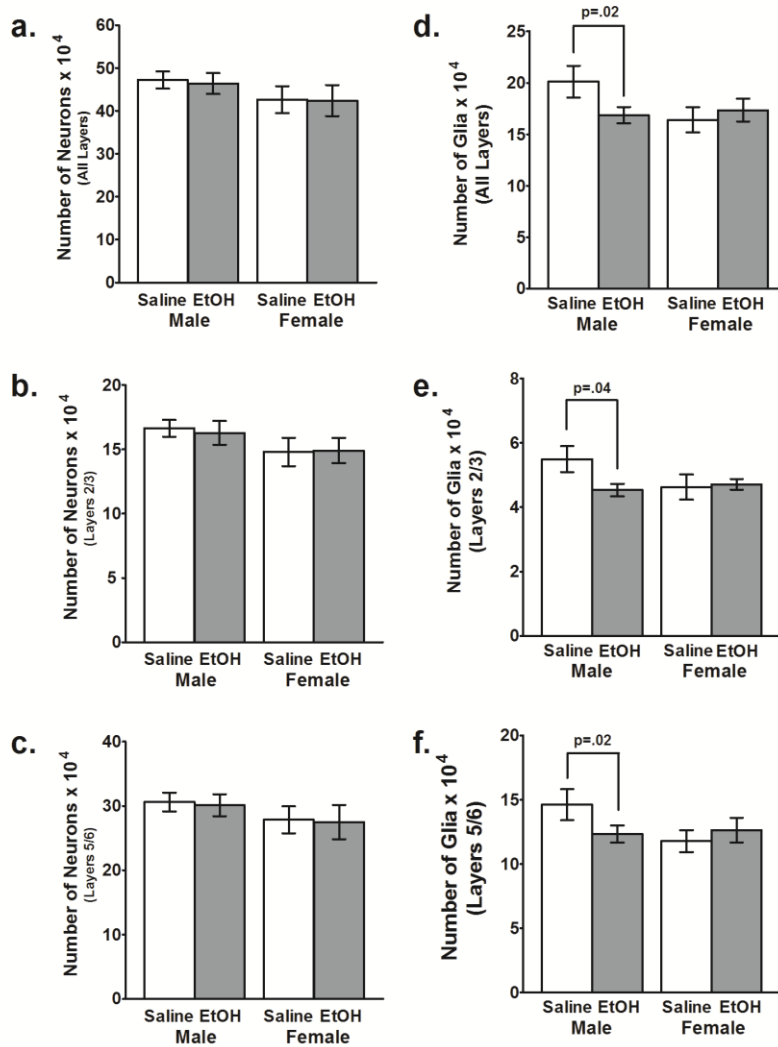 a.
Number of Neurons x 10^4
(All Layers)
60
50
40
30
20
10
0
Saline EtOH Saline EtOH
Male Female
b.
Number of Neurons x 10^4
(Layers 2/3)
20
15
10
5
0
Saline EtOH Saline EtOH
Male Female
c.
Number of Neurons x 10^4
(Layers 5/6)
40
30
20
10
0
Saline EtOH Saline EtOH
Male Female
d.
p=.02
Number of Glia x 10^4
(All Layers)
25
20
15
10
5
0
Saline EtOH Saline EtOH
Male Female
e.
p=.04
Number of Glia x 10^4
(Layers 2/3)
8
6
4
2
0
Saline EtOH Saline EtOH
Male Female
f.
p=.02
Number of Glia x 10^4
(Layers 5/6)
20
15
10
5
0
Saline EtOH Saline EtOH
Male Female